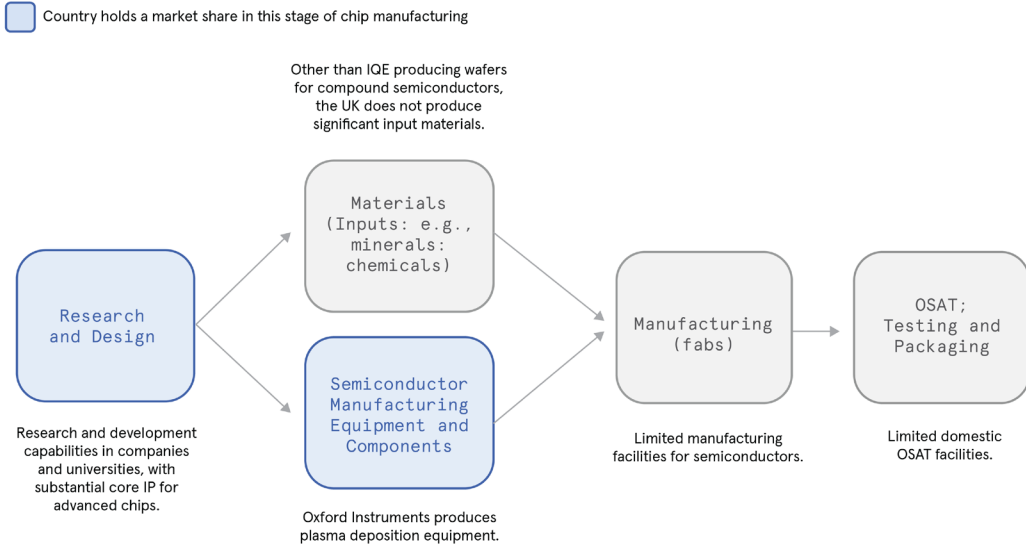 Country holds a market share in this stage of chip manufacturing
Other than IQE producing wafers
for compound semiconductors,
the UK does not produce
significant input materials.
Materials
(Inputs: e.g.,
minerals:
chemicals)
Research
and Design
Research and development
capabilities in companies
and universities, with
substantial core IP for
advanced chips.
Semiconductor
Manufacturing
Equipment and
Components
Oxford Instruments produces
plasma deposition equipment.
Manufacturing
(fabs)
Limited manufacturing
facilities for semiconductors.
OSAT;
Testing and
Packaging
Limited domestic
OSAT facilities.